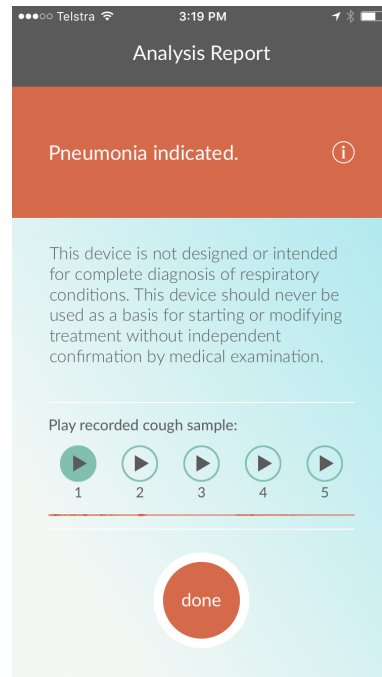 Telstra 3:19 PM
Analysis Report
Pneumonia indicated.
This device is not designed or intended
for complete diagnosis of respiratory
conditions. This device should never be
used as a basis for starting or modifying
treatment without independent
confirmation by medical examination.
Play recorded cough sample:
1 2 3 4 5
done